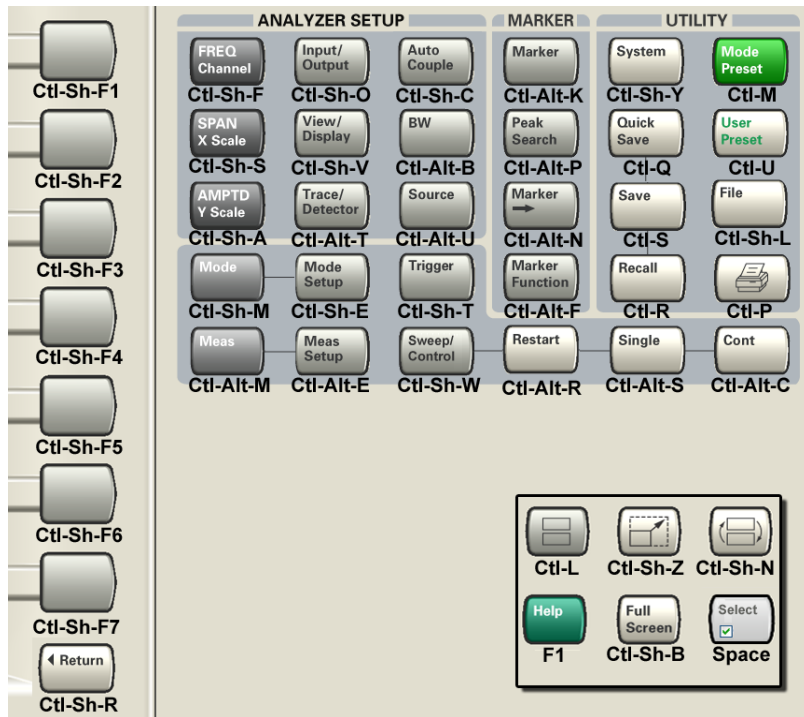 ANALYZER SETUP MARKER UTILITY
FREQ Channel Input/ Output Auto Couple Marker System Mode Preset
Ctl-Sh-F1 Ctl-Sh-F Ctl-Sh-O Ctl-Sh-C Ctl-Alt-K Ctl-Sh-Y Ctl-M
SPAN X Scale View/ Display BW Peak Search Quick Save User Preset
Ctl-Sh-F2 Ctl-Sh-S Ctl-Sh-V Ctl-Alt-B Ctl-Alt-P Ctl-Q Ctl-U
AMPTD Y Scale Trace/ Detector Source Marker Save File
Ctl-Sh-F3 Ctl-Sh-A Ctl-Alt-T Ctl-Alt-U Ctl-Alt-N Ctl-S Ctl-Sh-L
Mode Mode Setup Trigger Marker Function Recall
Ctl-Sh-M Ctl-Sh-E Ctl-Sh-T Ctl-Alt-F Ctl-R Ctl-P
Ctl-Sh-F4 Meas Meas Setup Sweep/ Control Restart Single Cont
Ctl-Alt-M Ctl-Alt-E Ctl-Sh-W Ctl-Alt-R Ctl-Alt-S Ctl-Alt-C
Ctl-Sh-F5
Ctl-Sh-F6
Ctl-L Ctl-Sh-Z Ctl-Sh-N
Ctl-Sh-F7 Help Full Screen Select
Return F1 Ctl-Sh-B Space
Ctl-Sh-R